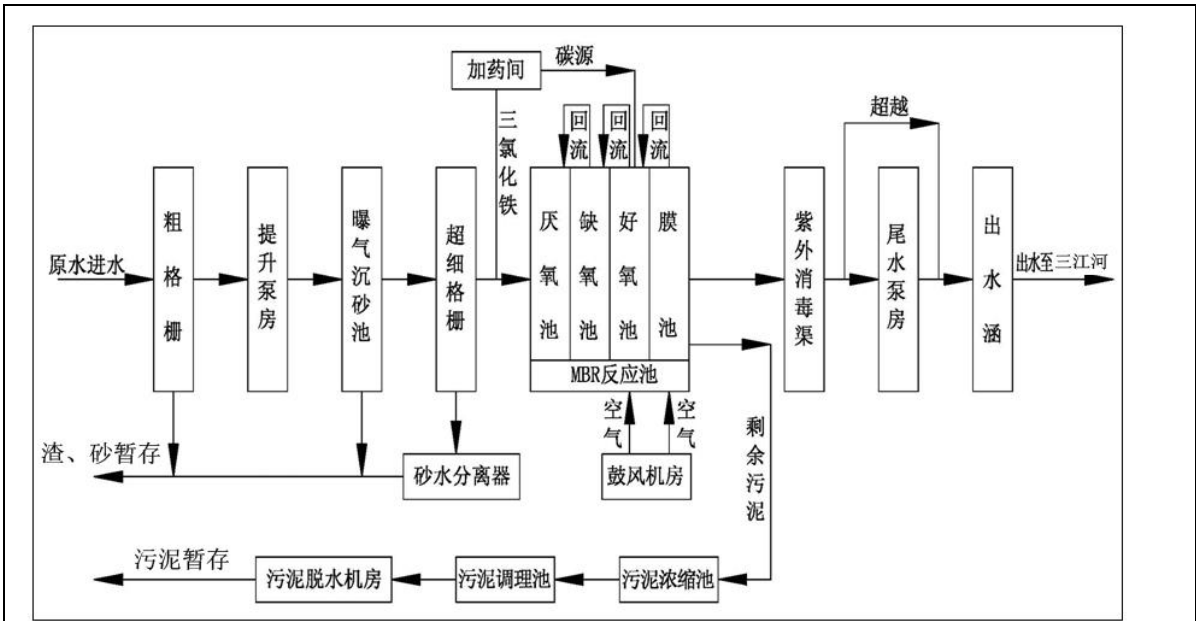 加药间
碳源
三氯化铁
回流
回流
回流
超越
原水进水
粗格栅
提升泵房
曝气沉砂池
超细格栅
厌氧池
缺氧池
好氧池
膜池
MBR反应池
紫外消毒渠
尾水泵房
出水涵
出水至三江河
空气
空气
剩余污泥
渣、砂暂存
砂水分离器
鼓风机房
污泥暂存
污泥脱水机房
污泥调理池
污泥浓缩池